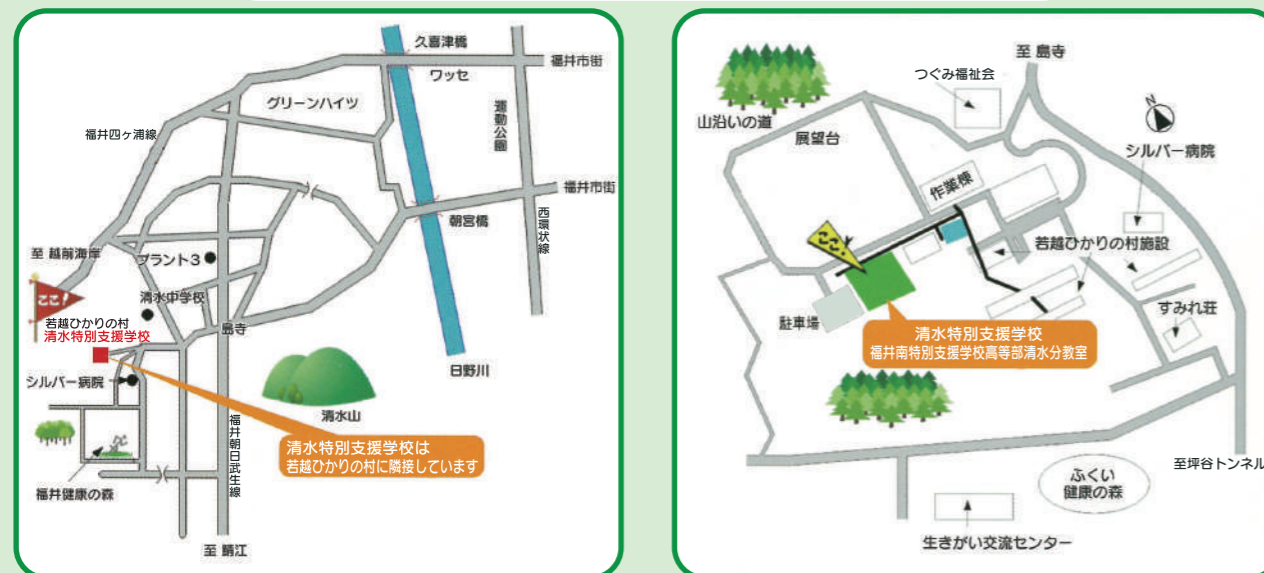 久喜津橋
福井市街
ワッセ
グリーンハイツ
運動公園
福井四ヶ浦線
福井市街
朝宮橋
西環状線
至 越前海岸
プラント3
ここ!
清水中学校
若越ひかりの村
清水特別支援学校
島寺
シルバー病院
日野川
清水山
清水特別支援学校は
若越ひかりの村に隣接しています
福井朝日武生線
福井健康の森
至 鯖江
至 島寺
つぐみ福祉会
山沿いの道
N
展望台
シルバー病院
作業棟
ここ!
若越ひかりの村施設
すみれ荘
駐車場
清水特別支援学校
福井南特別支援学校高等部清水分教室
至坪谷トンネル
ふくい
健康の森
生きがい交流センター